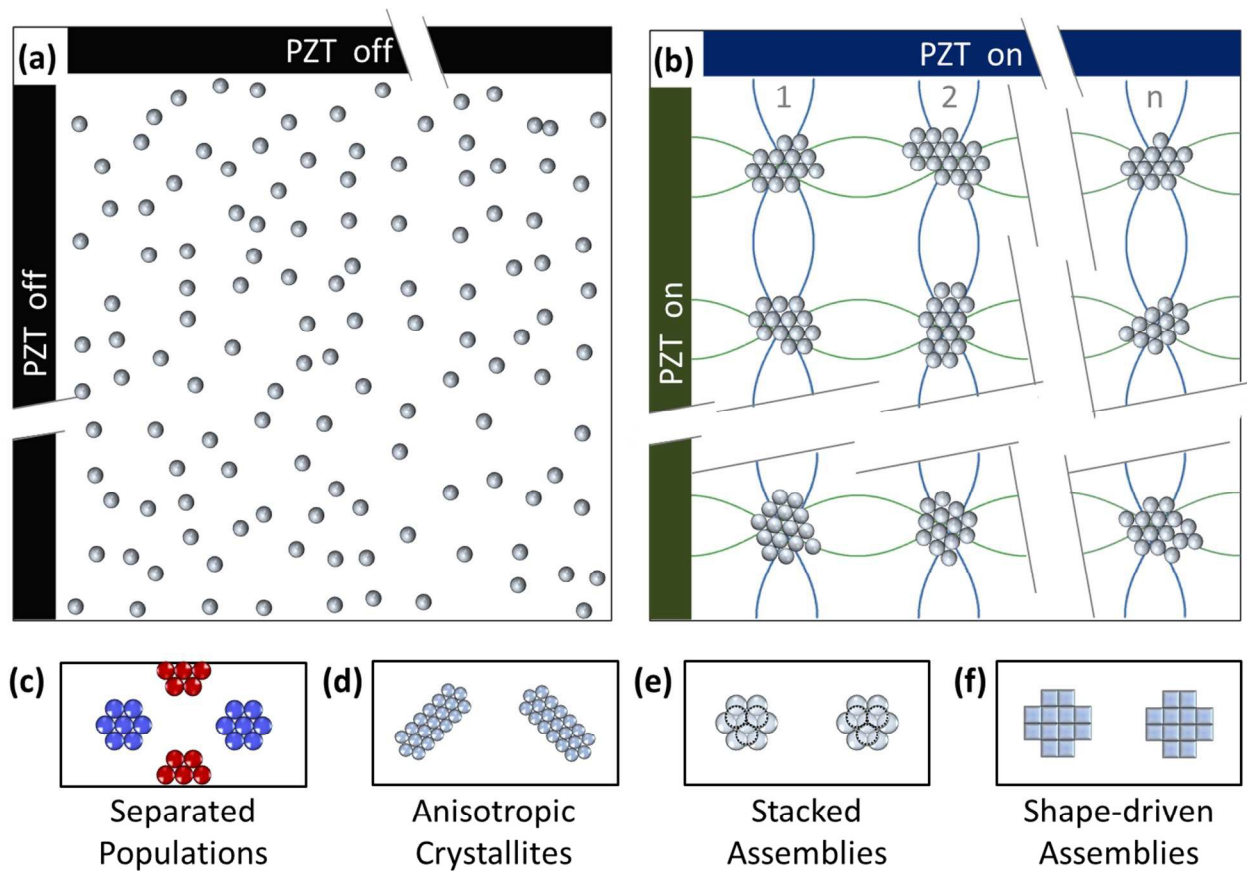 (a)
PZT off
PZT off
(b)
PZT on
PZT on
1
2
n
(c)
Separated
Populations
(d)
Anisotropic
Crystallites
(e)
Stacked
Assemblies
(f)
Shape-driven
Assemblies